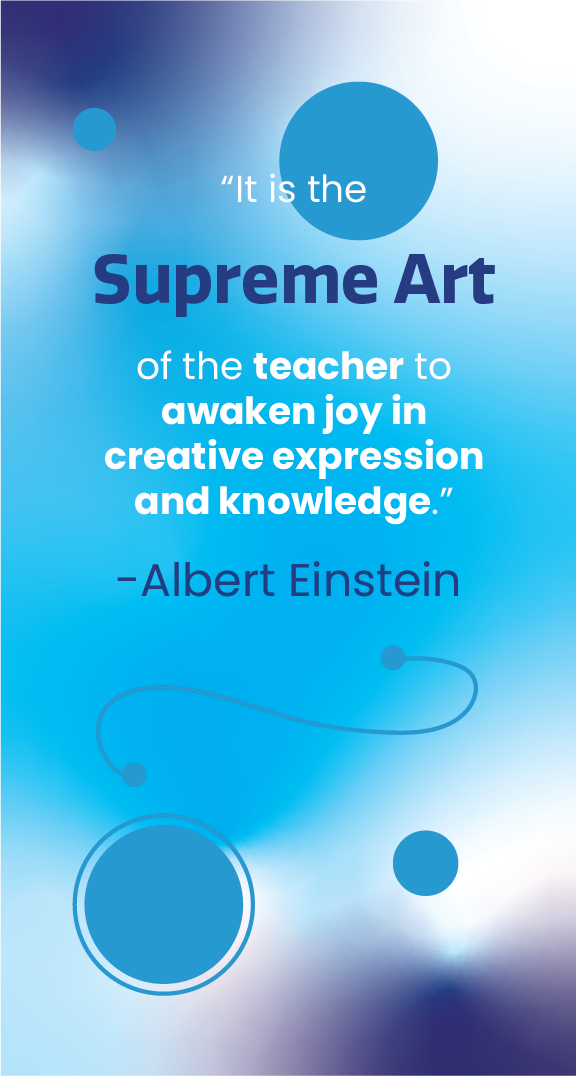 “It is the
Supreme Art
of the teacher to
awaken joy in
creative expression
and knowledge.”
-Albert Einstein